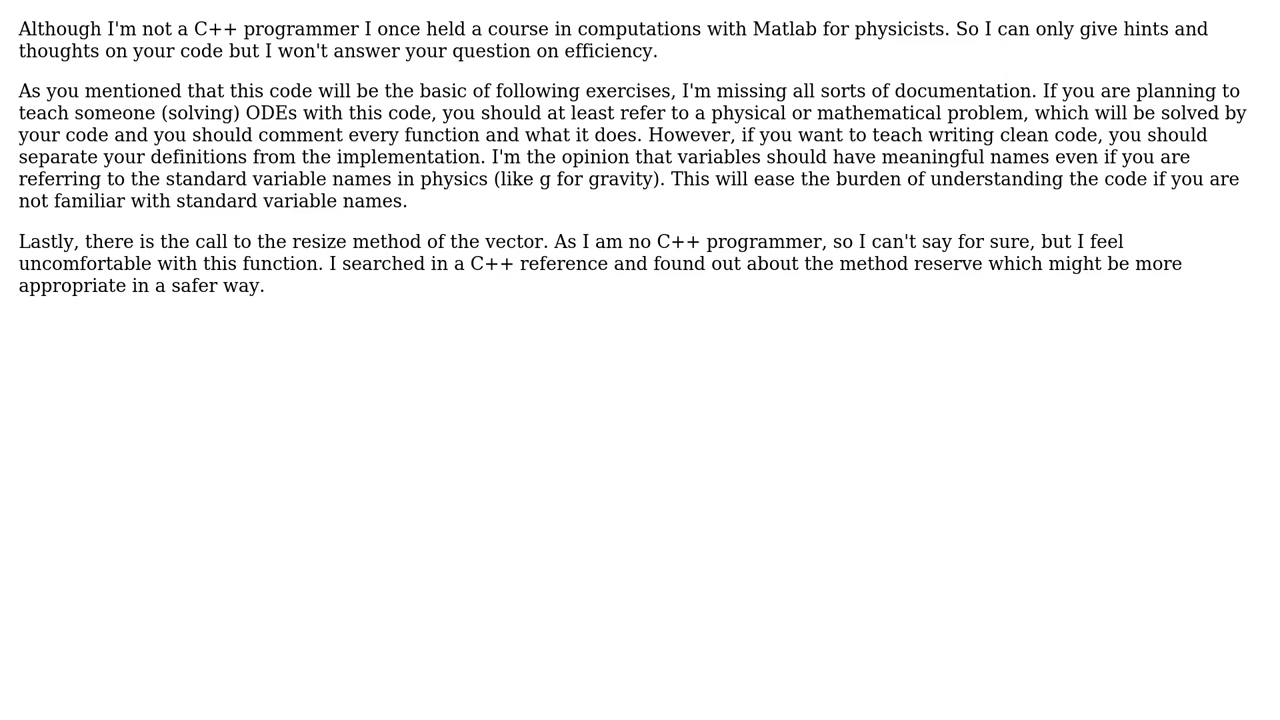 Although I'm not a C++ programmer I once held a course in computations with Matlab for physicists. So I can only give hints and
thoughts on your code but I won't answer your question on efficiency.
As you mentioned that this code will be the basic of following exercises, I'm missing all sorts of documentation. If you are planning to
teach someone (solving) ODEs with this code, you should at least refer to a physical or mathematical problem, which will be solved by
your code and you should comment every function and what it does. However, if you want to teach writing clean code, you should
separate your definitions from the implementation. I'm the opinion that variables should have meaningful names even if you are
referring to the standard variable names in physics (like g for gravity). This will ease the burden of understanding the code if you are
not familiar with standard variable names.
Lastly, there is the call to the resize method of the vector. As I am no C++ programmer, so I can't say for sure, but I feel
uncomfortable with this function. I searched in a C++ reference and found out about the method reserve which might be more
appropriate in a safer way.